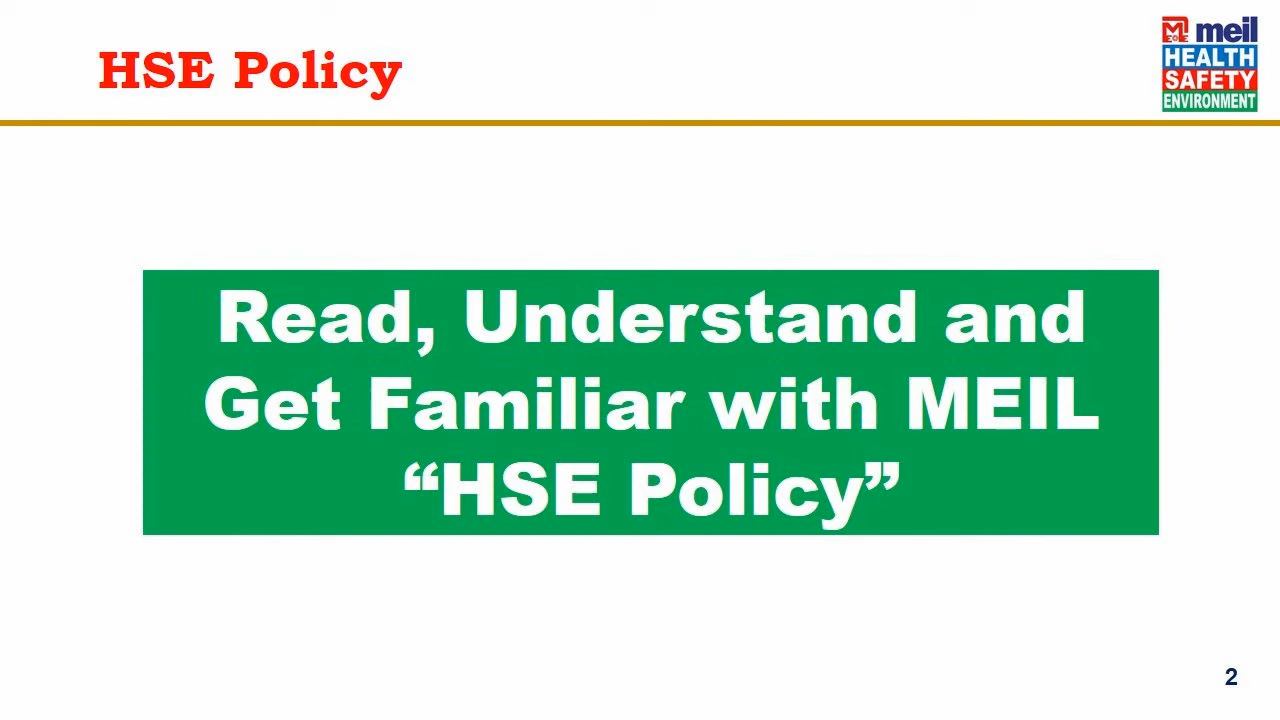 HSE Policy
meil
HEALTH
SAFETY
ENVIRONMENT
Read, Understand and
Get Familiar with MEIL
“HSE Policy”
2